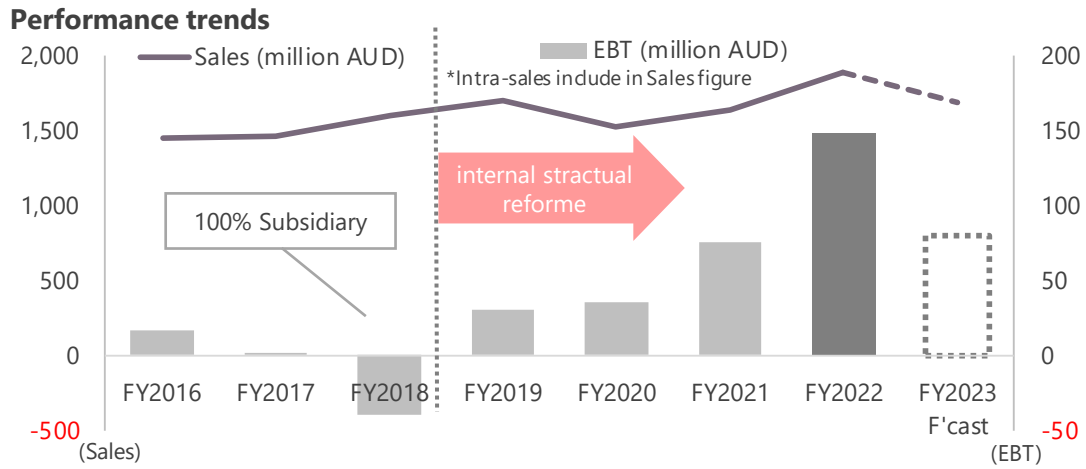 Performance trends
2,000
1,500
1,000
500
0
-500
(Sales)
Sales (million AUD)
EBT (million AUD)
*Intra-sales include in Sales figure
internal stractual
reforme
100% Subsidiary
200
150
100
50
0
-50
(EBT)
FY2016
FY2017
FY2018
FY2019
FY2020
FY2021
FY2022
FY2023
F'cast